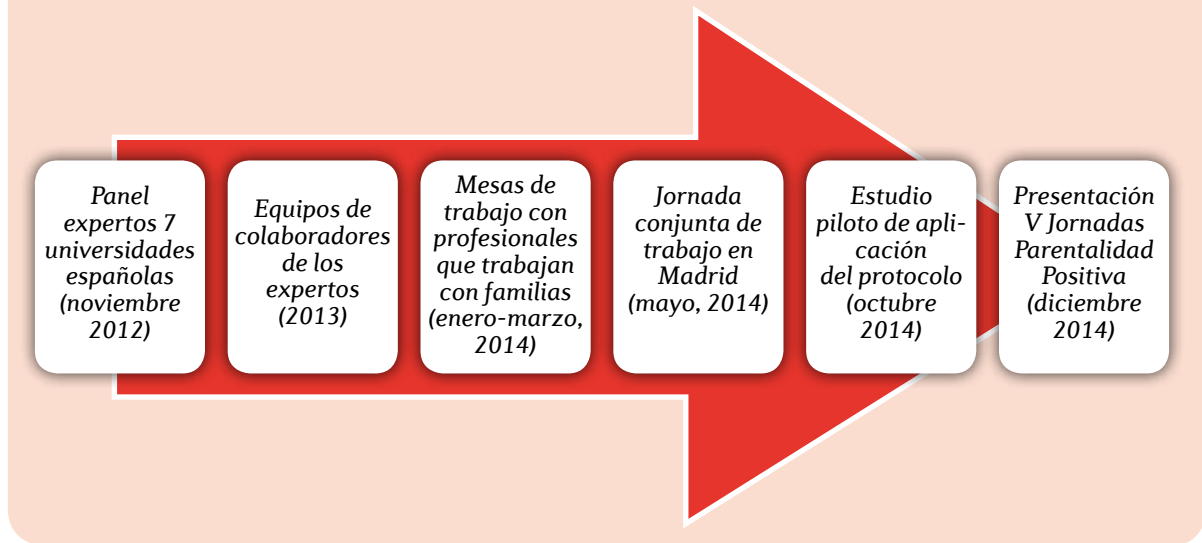 Panel
expertos 7
universidades
españolas
(noviembre
2012)
Equipos de
colaboradores
de los
expertos
(2013)
Mesas de
trabajo con
profesionales
que trabajan
con familias
(enero-marzo,
2014)
Jornada
conjunta de
trabajo en
Madrid
(mayo, 2014)
Estudio
piloto de apli-
cación
del protocolo
(octubre
2014)
Presentación
V Jornadas
Parentalidad
Positiva
(diciembre
2014)